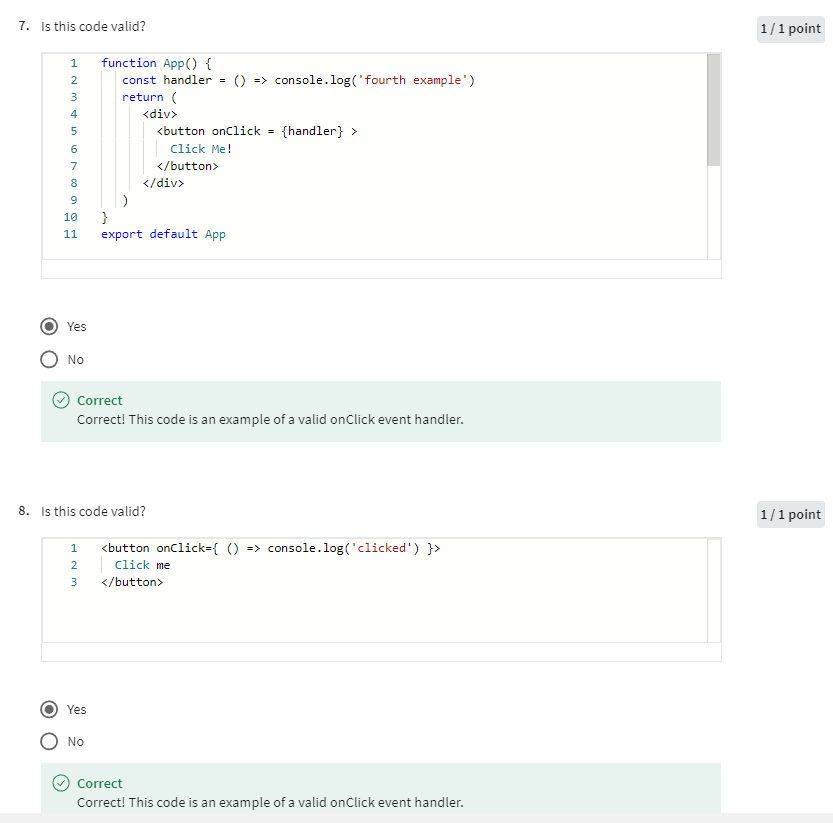 7. Is this code valid?
1 / 1 point
1 function App() {
2 const handler = () => console.log('fourth example')
3 return (
4 <div>
5 <button onClick = {handler} >
6 Click Me!
7 </button>
8 </div>
9 )
10 }
11 export default App
Yes
No
Correct
Correct! This code is an example of a valid onClick event handler.
8. Is this code valid?
1 / 1 point
1 <button onClick={ () => console.log('clicked') }>
2 Click me
3 </button>
Yes
No
Correct
Correct! This code is an example of a valid onClick event handler.